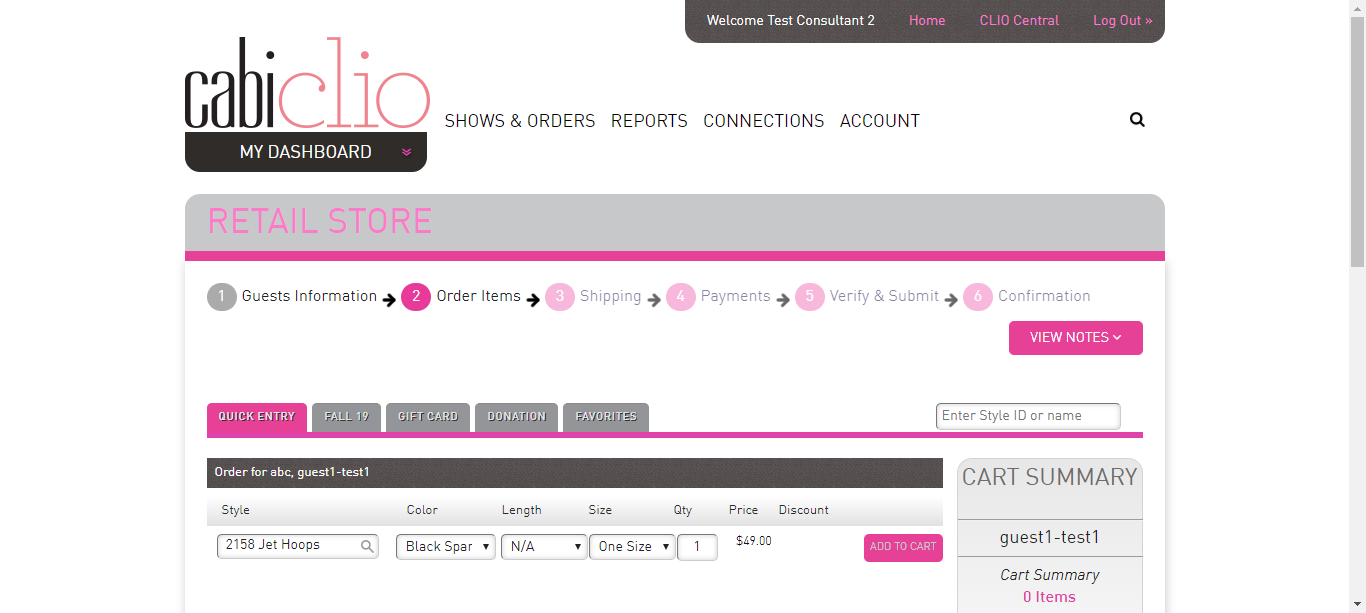 Welcome Test Consultant 2 Home CLIO Central Log Out »
cabiclio
SHOWS & ORDERS REPORTS CONNECTIONS ACCOUNT
MY DASHBOARD
RETAIL STORE
1 Guests Information 2 Order Items 3 Shipping 4 Payments 5 Verify & Submit 6 Confirmation
VIEW NOTES
QUICK ENTRY FALL 19 GIFT CARD DONATION FAVORITES Enter Style ID or name
Order for abc, guest1-test1
CART SUMMARY
Style Color Length Size Qty Price Discount
guest1-test1
2158 Jet Hoops Black Spar N/A One Size 1 $49.00 ADD TO CART
Cart Summary
0 Items